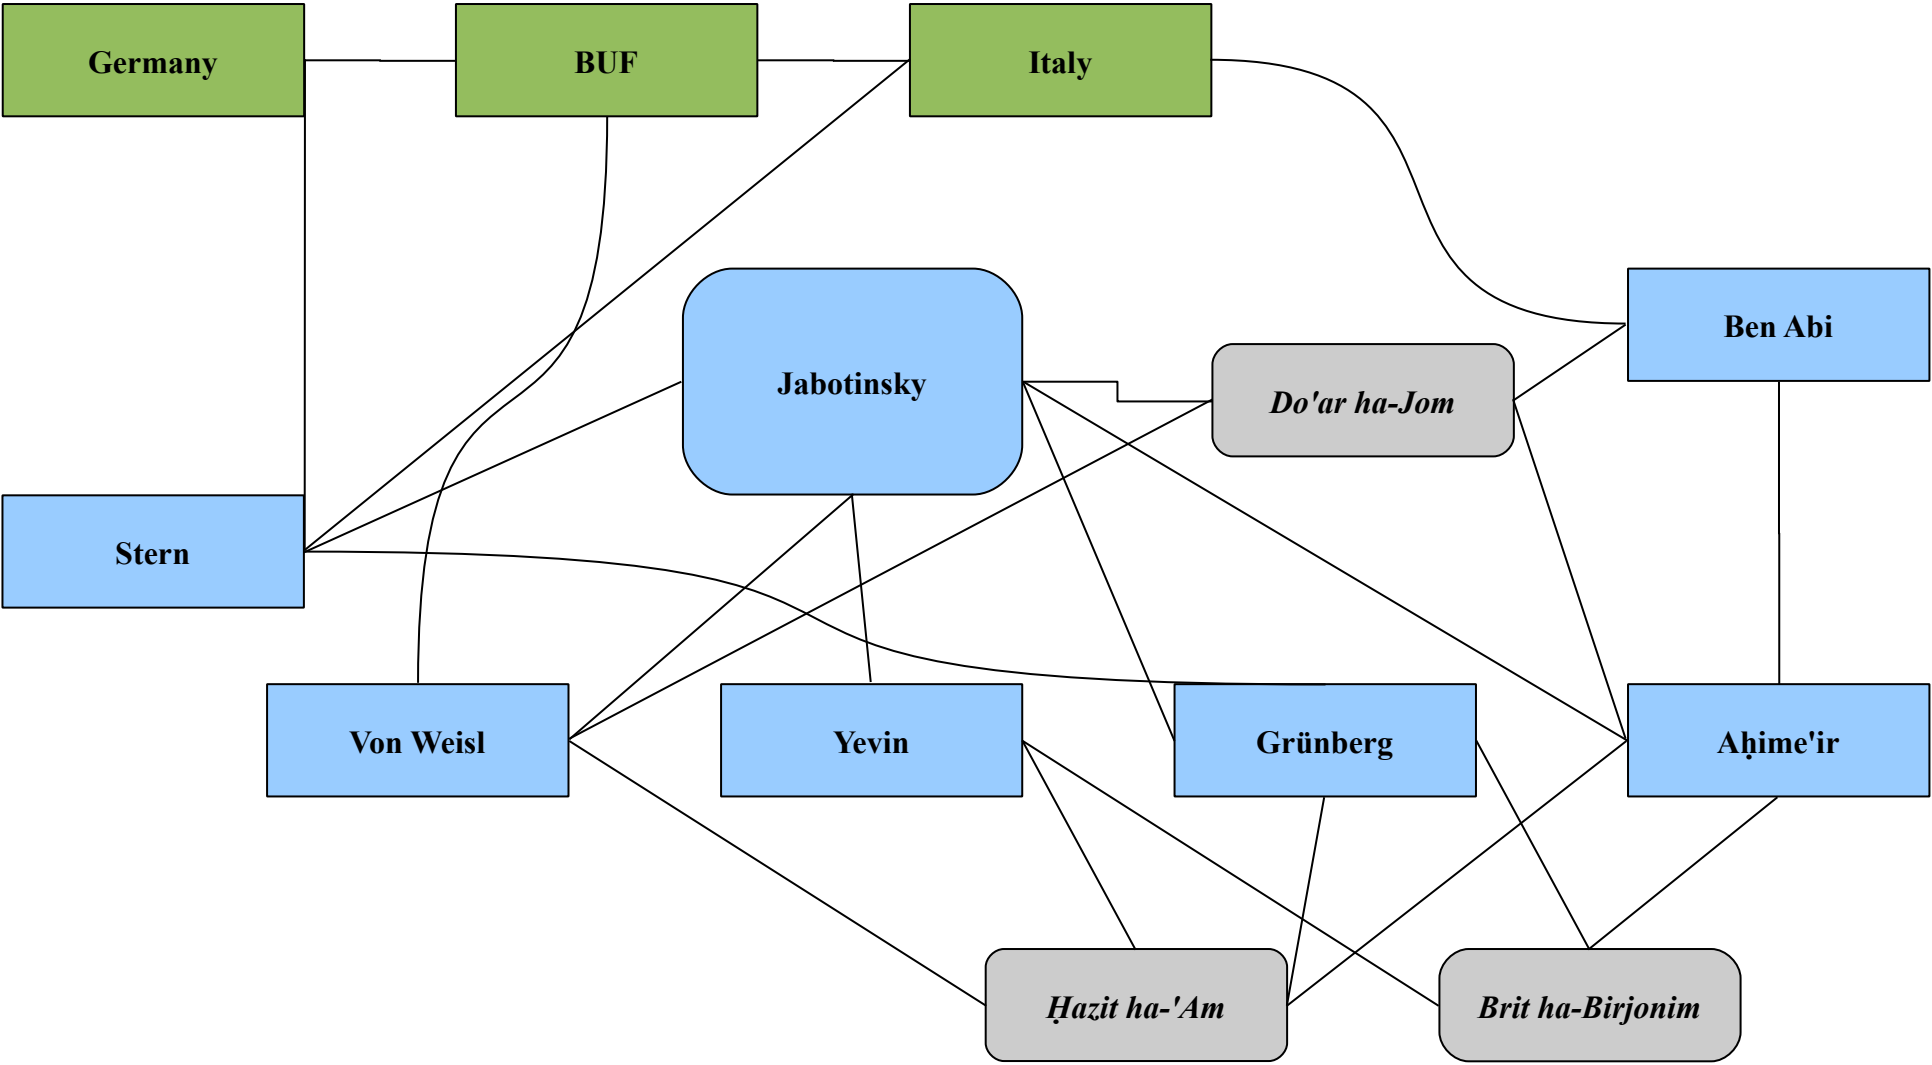 Germany
BUF
Italy
Ben Abi
Jabotinsky
Do'ar ha-Jom
Stern
Von Weisl
Yevin
Grünberg
Aḥime'ir
Ḥazit ha-'Am
Brit ha-Birjonim